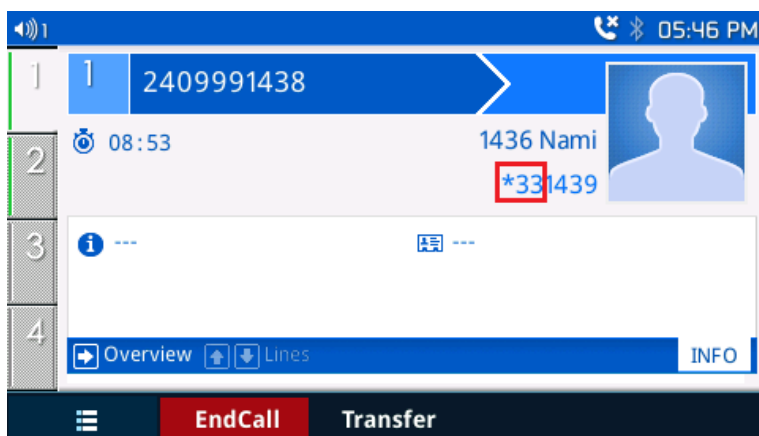 1 05:46 PM
1 1 2409991438
08:53 1436 Nami
2
*331439
3 --- ---
4
Overview Lines INFO
EndCall Transfer